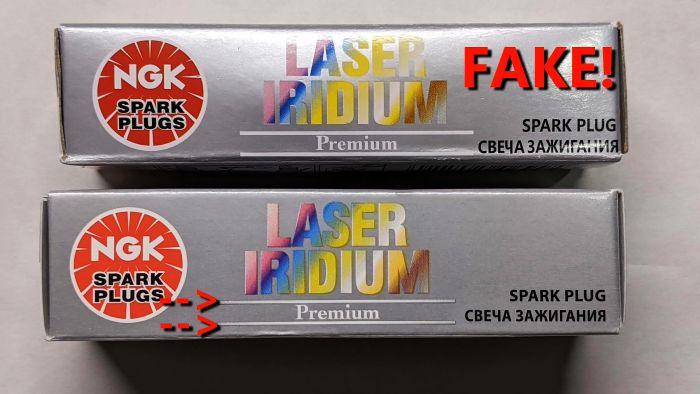 NGK
SPARK
PLUGS
LASER
IRIDIUM
Premium
FAKE!
SPARK PLUG
СВЕЧА ЗАЖИГАНИЯ
NGK
SPARK
PLUGS
-->
-->
LASER
IRIDIUM
Premium
SPARK PLUG
СВЕЧА ЗАЖИГАНИЯ